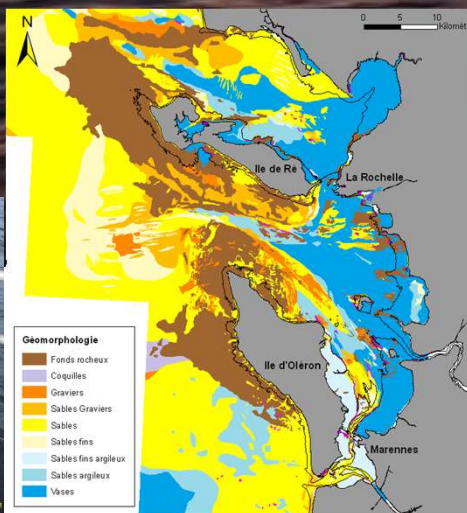 N
0 5 10
Kilomèt
Ile de Ré
La Rochelle
Ile d'Oléron
Marennes
Géomorphologie
Fonds rocheux
Coquilles
Graviers
Sables Graviers
Sables
Sables fins
Sables fins argileux
Sables argileux
Vases